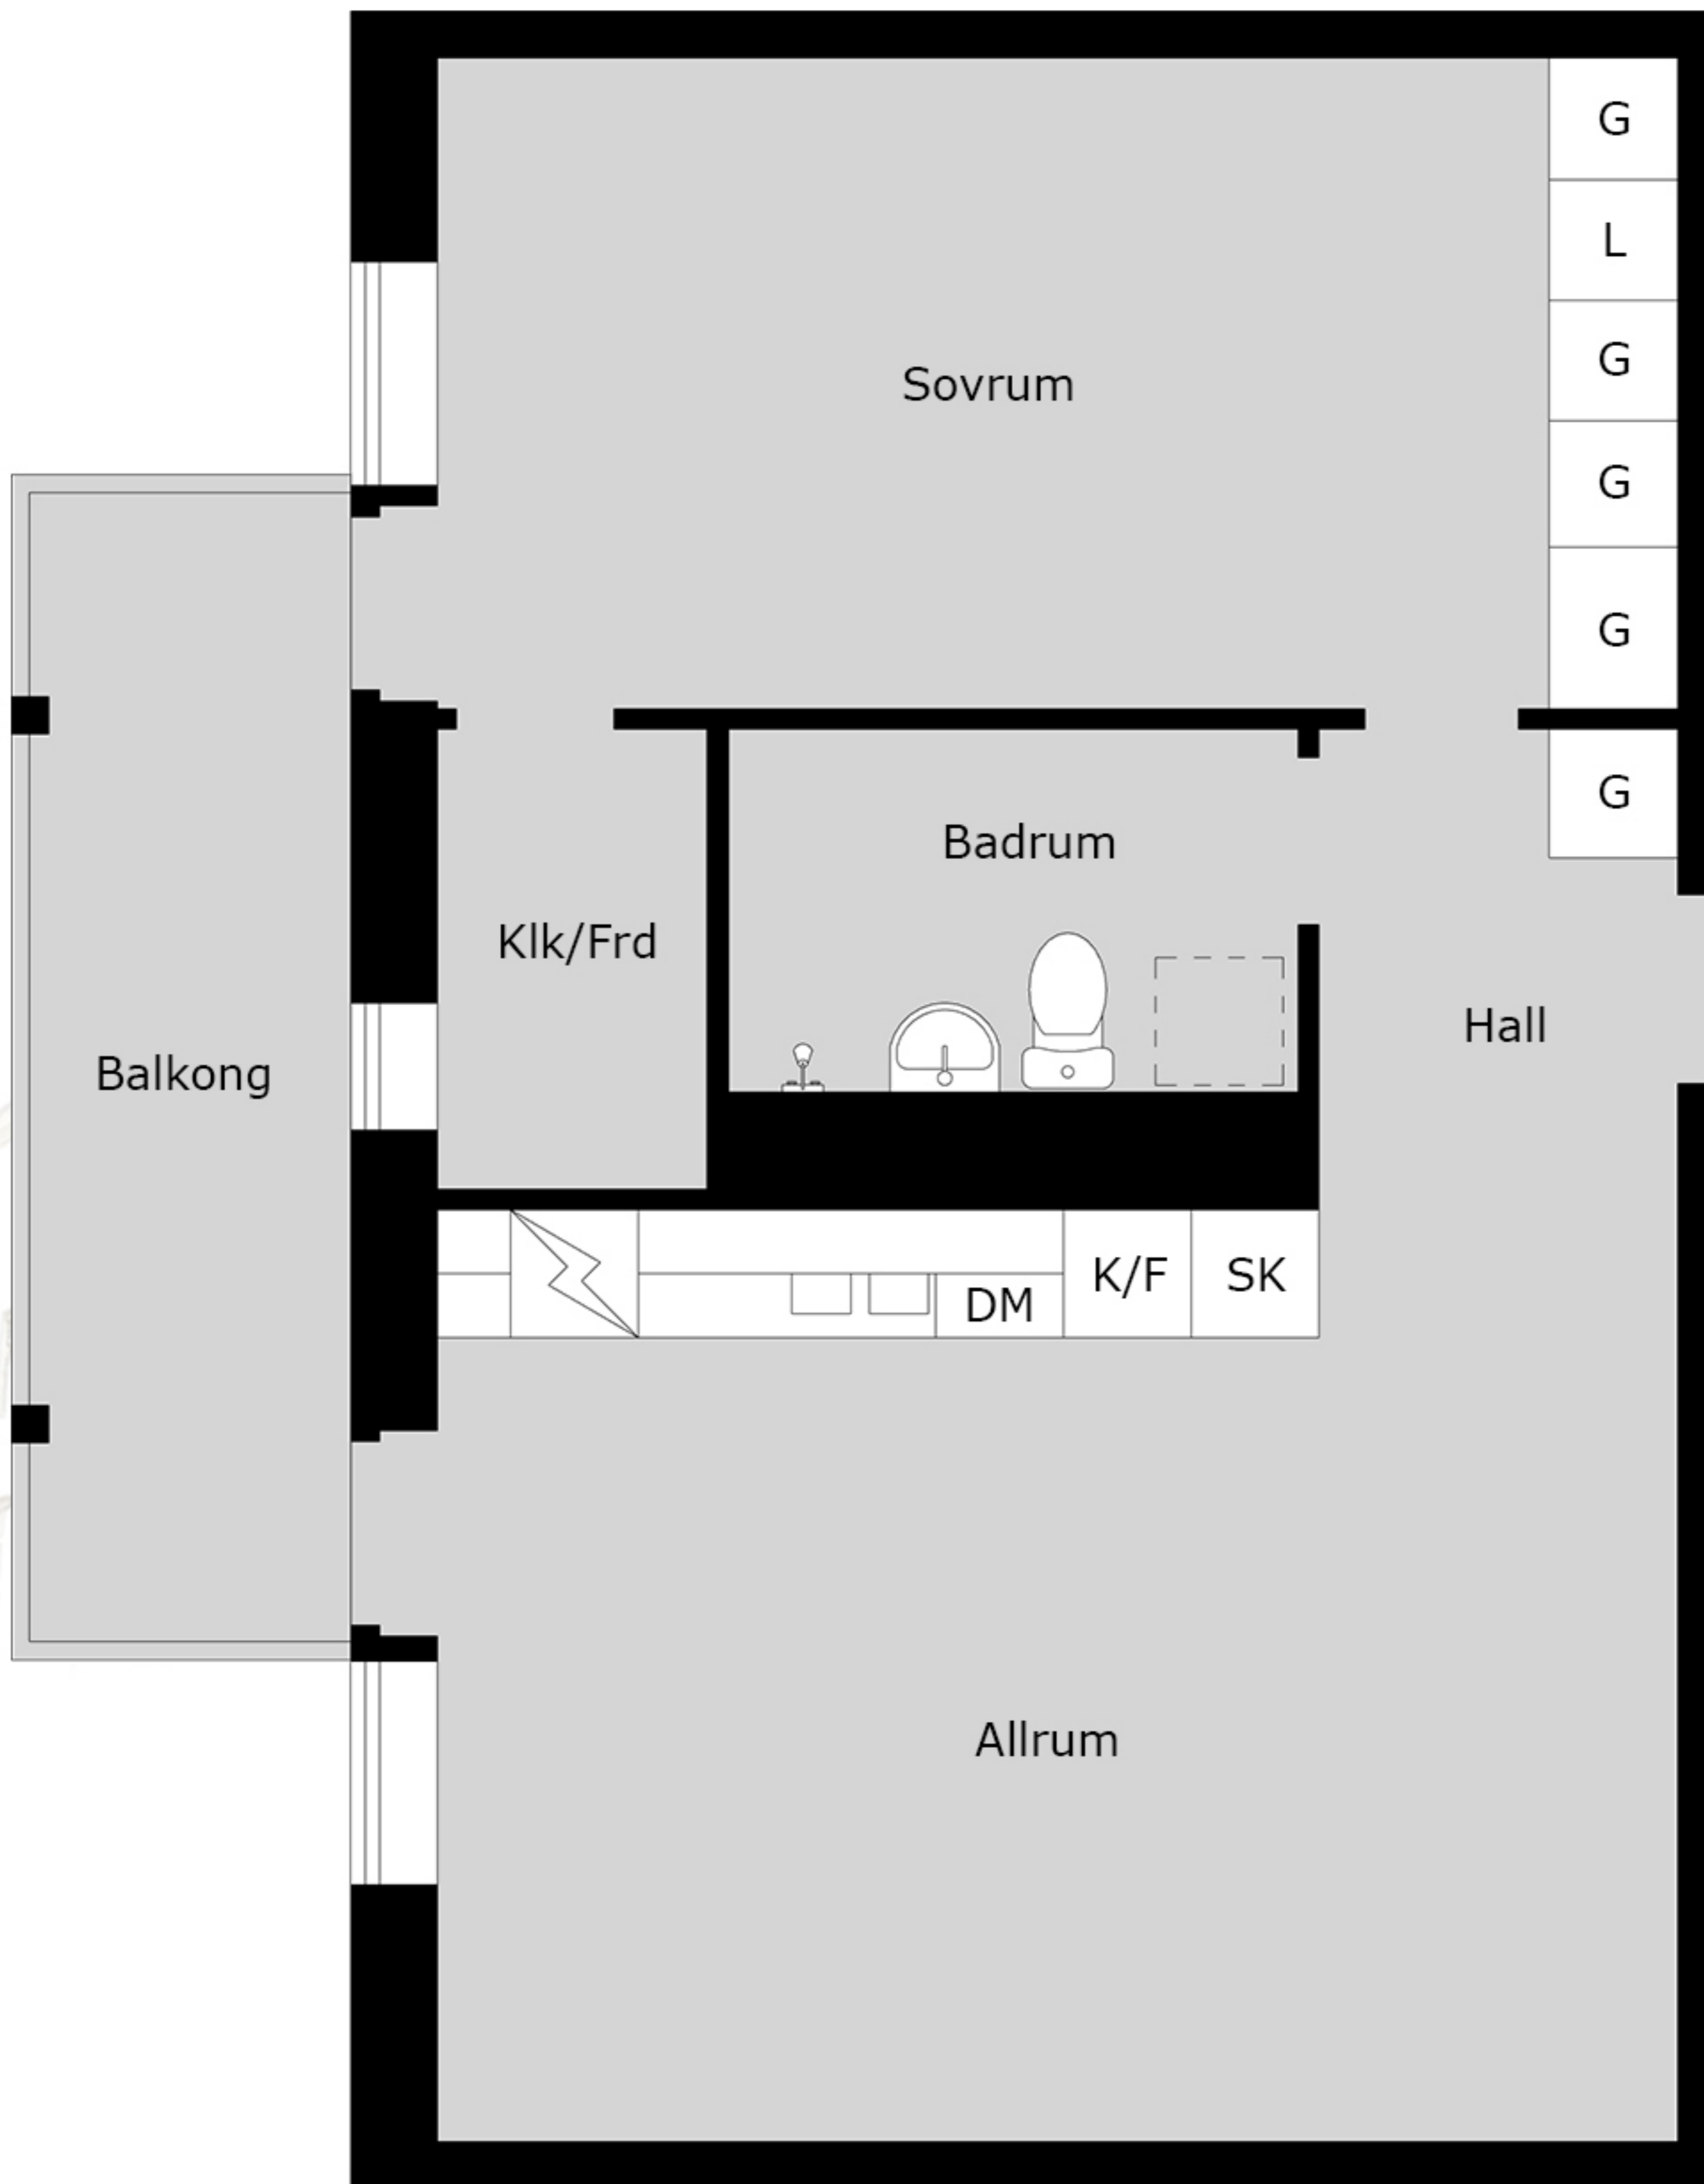 G
L
G
Sovrum
G
G
G
Badrum
Klk/Frd
Hall
Balkong
K/F
SK
DM
Allrum